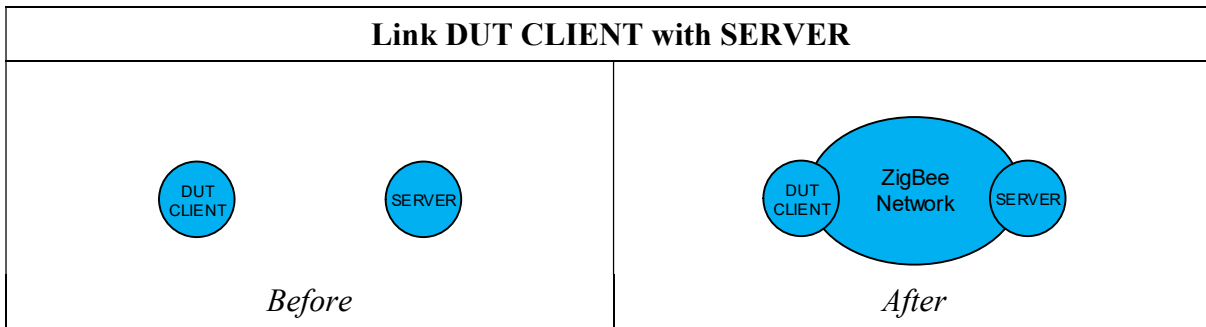 Link DUT CLIENT with SERVER
DUT
CLIENT
SERVER
Before
DUT
CLIENT
ZigBee
Network
SERVER
After